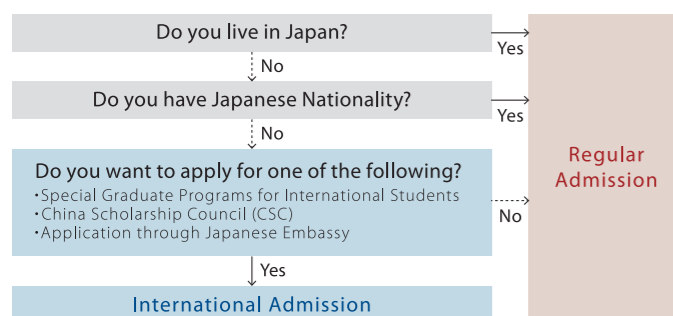 Do you live in Japan?
Yes
No
Do you have Japanese Nationality?
Yes
No
Do you want to apply for one of the following?
・Special Graduate Programs for International Students
・China Scholarship Council (CSC)
・Application through Japanese Embassy
No
Yes
International Admission
Regular
Admission